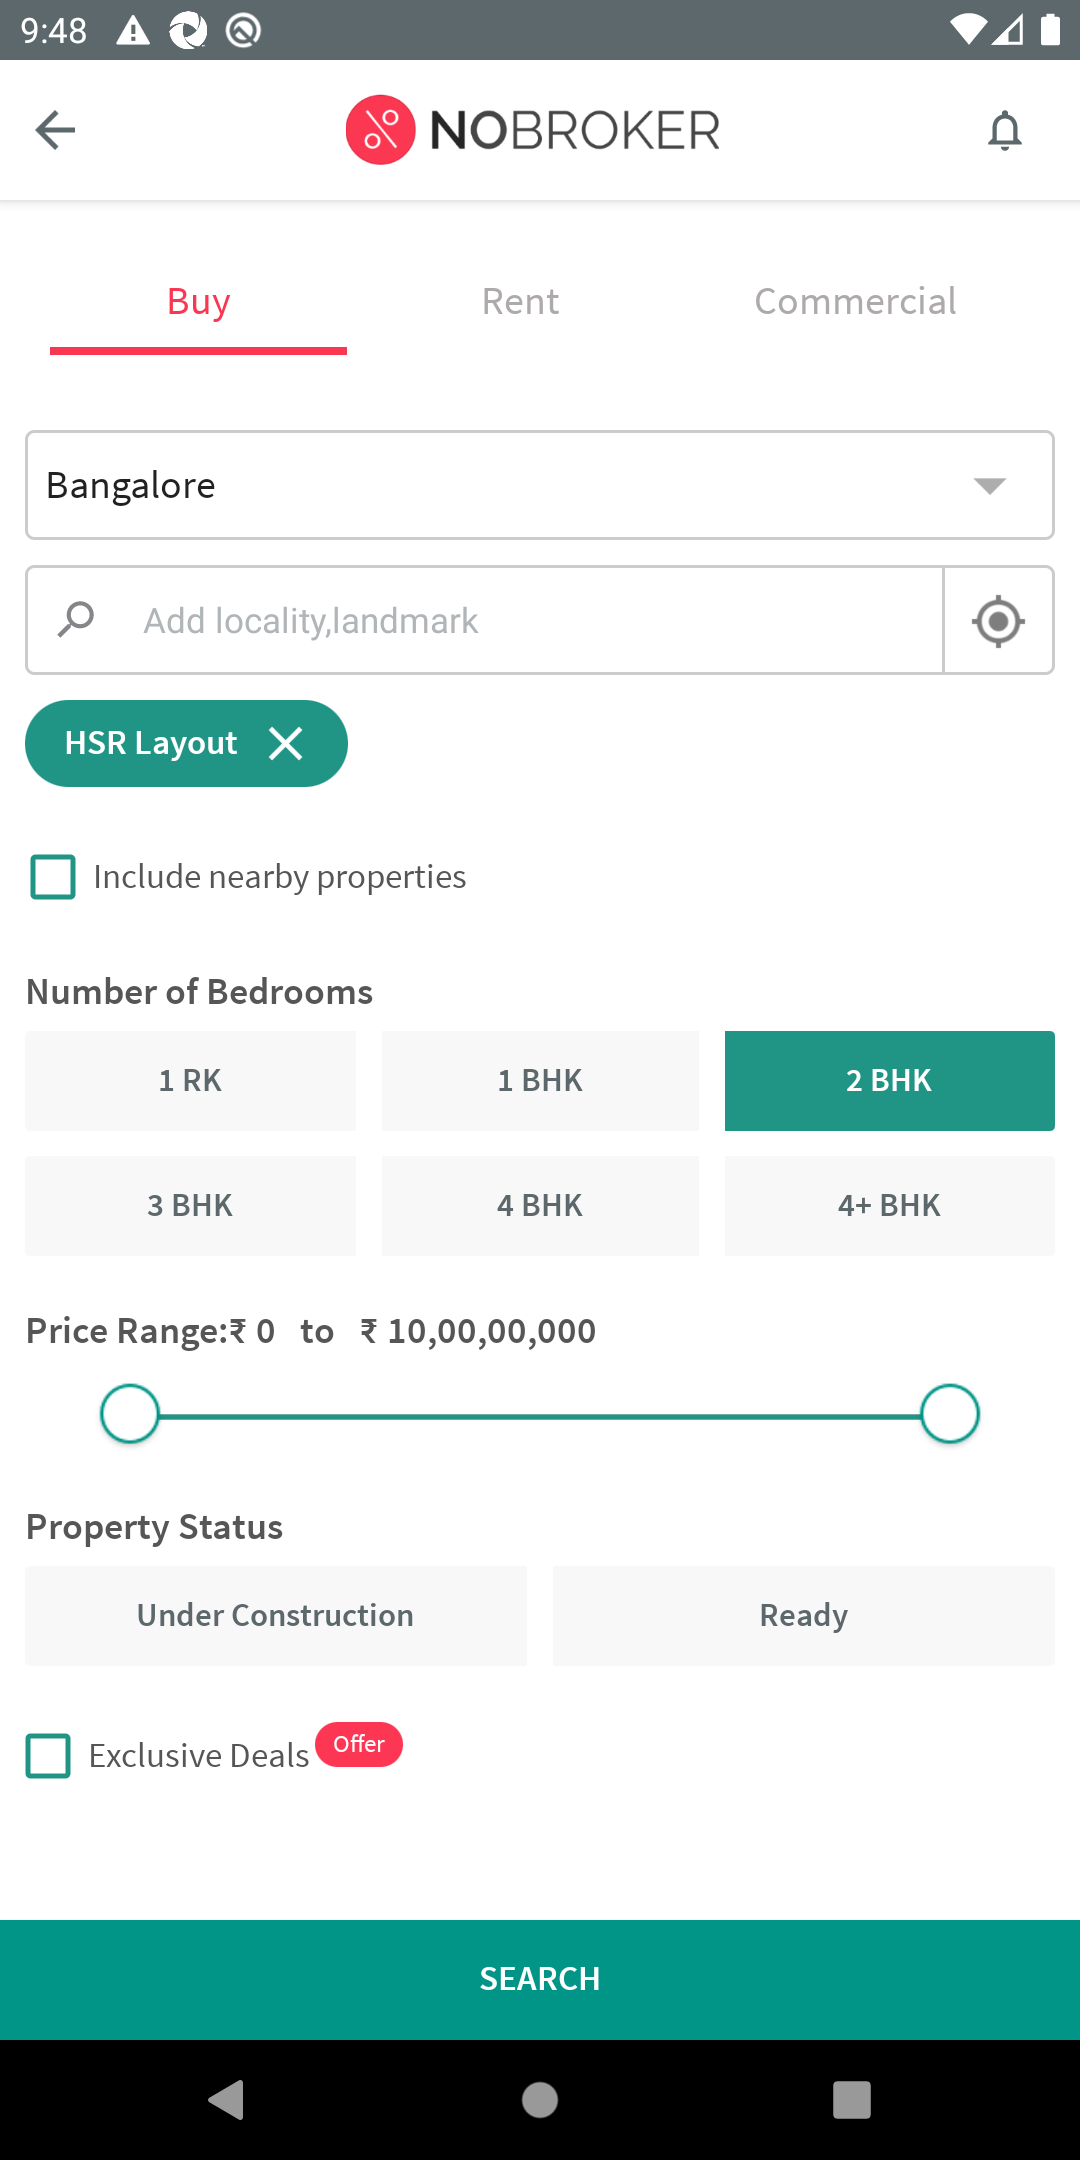 9:48
NOBROKER
Buy Rent Commercial
Bangalore
Add locality,landmark
HSR Layout
Include nearby properties
Number of Bedrooms
1 RK 1 BHK 2 BHK
3 BHK 4 BHK 4+ BHK
Price Range:₹ 0 to ₹ 10,00,00,000
Property Status
Under Construction Ready
Exclusive Deals Offer
SEARCH